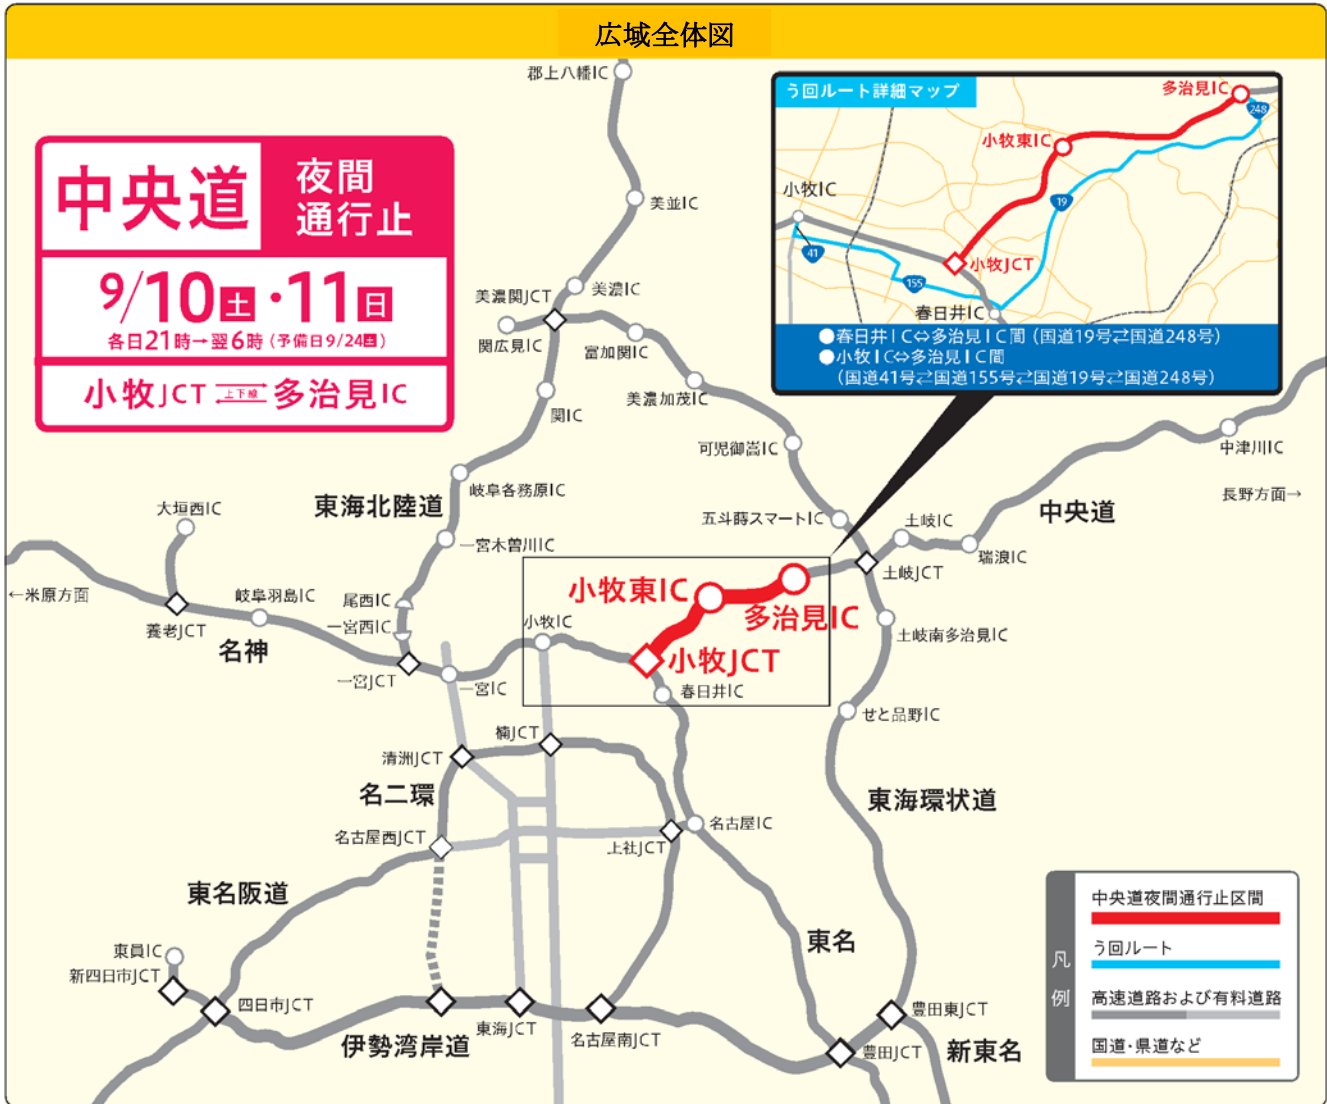 広域全体図
中央道
夜間
通行止
9/10土・11日
各日21時→翌6時(予備日9/24土)
小牧JCT 上下線 多治見IC
う回ルート詳細マップ
多治見IC
248
小牧東IC
小牧IC
19
41
小牧JCT
155
春日井IC
●春日井IC⇔多治見IC間(国道19号⇄国道248号)
●小牧IC⇔多治見IC間
(国道41号⇄国道155号⇄国道19号⇄国道248号)
郡上八幡IC
美並IC
美濃関JCT
美濃IC
関広見IC
富加関IC
美濃加茂IC
関IC
可児御嵩IC
中津川IC
長野方面→
中央道
岐阜各務原IC
東海北陸道
大垣西IC
五斗蒔スマートIC
土岐IC
瑞浪IC
一宮木曽川IC
土岐JCT
小牧東IC
多治見IC
←米原方面
岐阜羽島IC
尾西IC
養老JCT
名神
一宮西IC
小牧IC
土岐南多治見IC
小牧JCT
一宮JCT
一宮IC
春日井IC
せと品野IC
楠JCT
清洲JCT
名二環
東海環状道
名古屋西JCT
名古屋IC
上社JCT
東名阪道
東名
東員IC
新四日市JCT
四日市JCT
伊勢湾岸道
東海JCT
名古屋南JCT
豊田東JCT
豊田JCT
新東名
凡例
中央道夜間通行止区間
う回ルート
高速道路および有料道路
国道・県道など